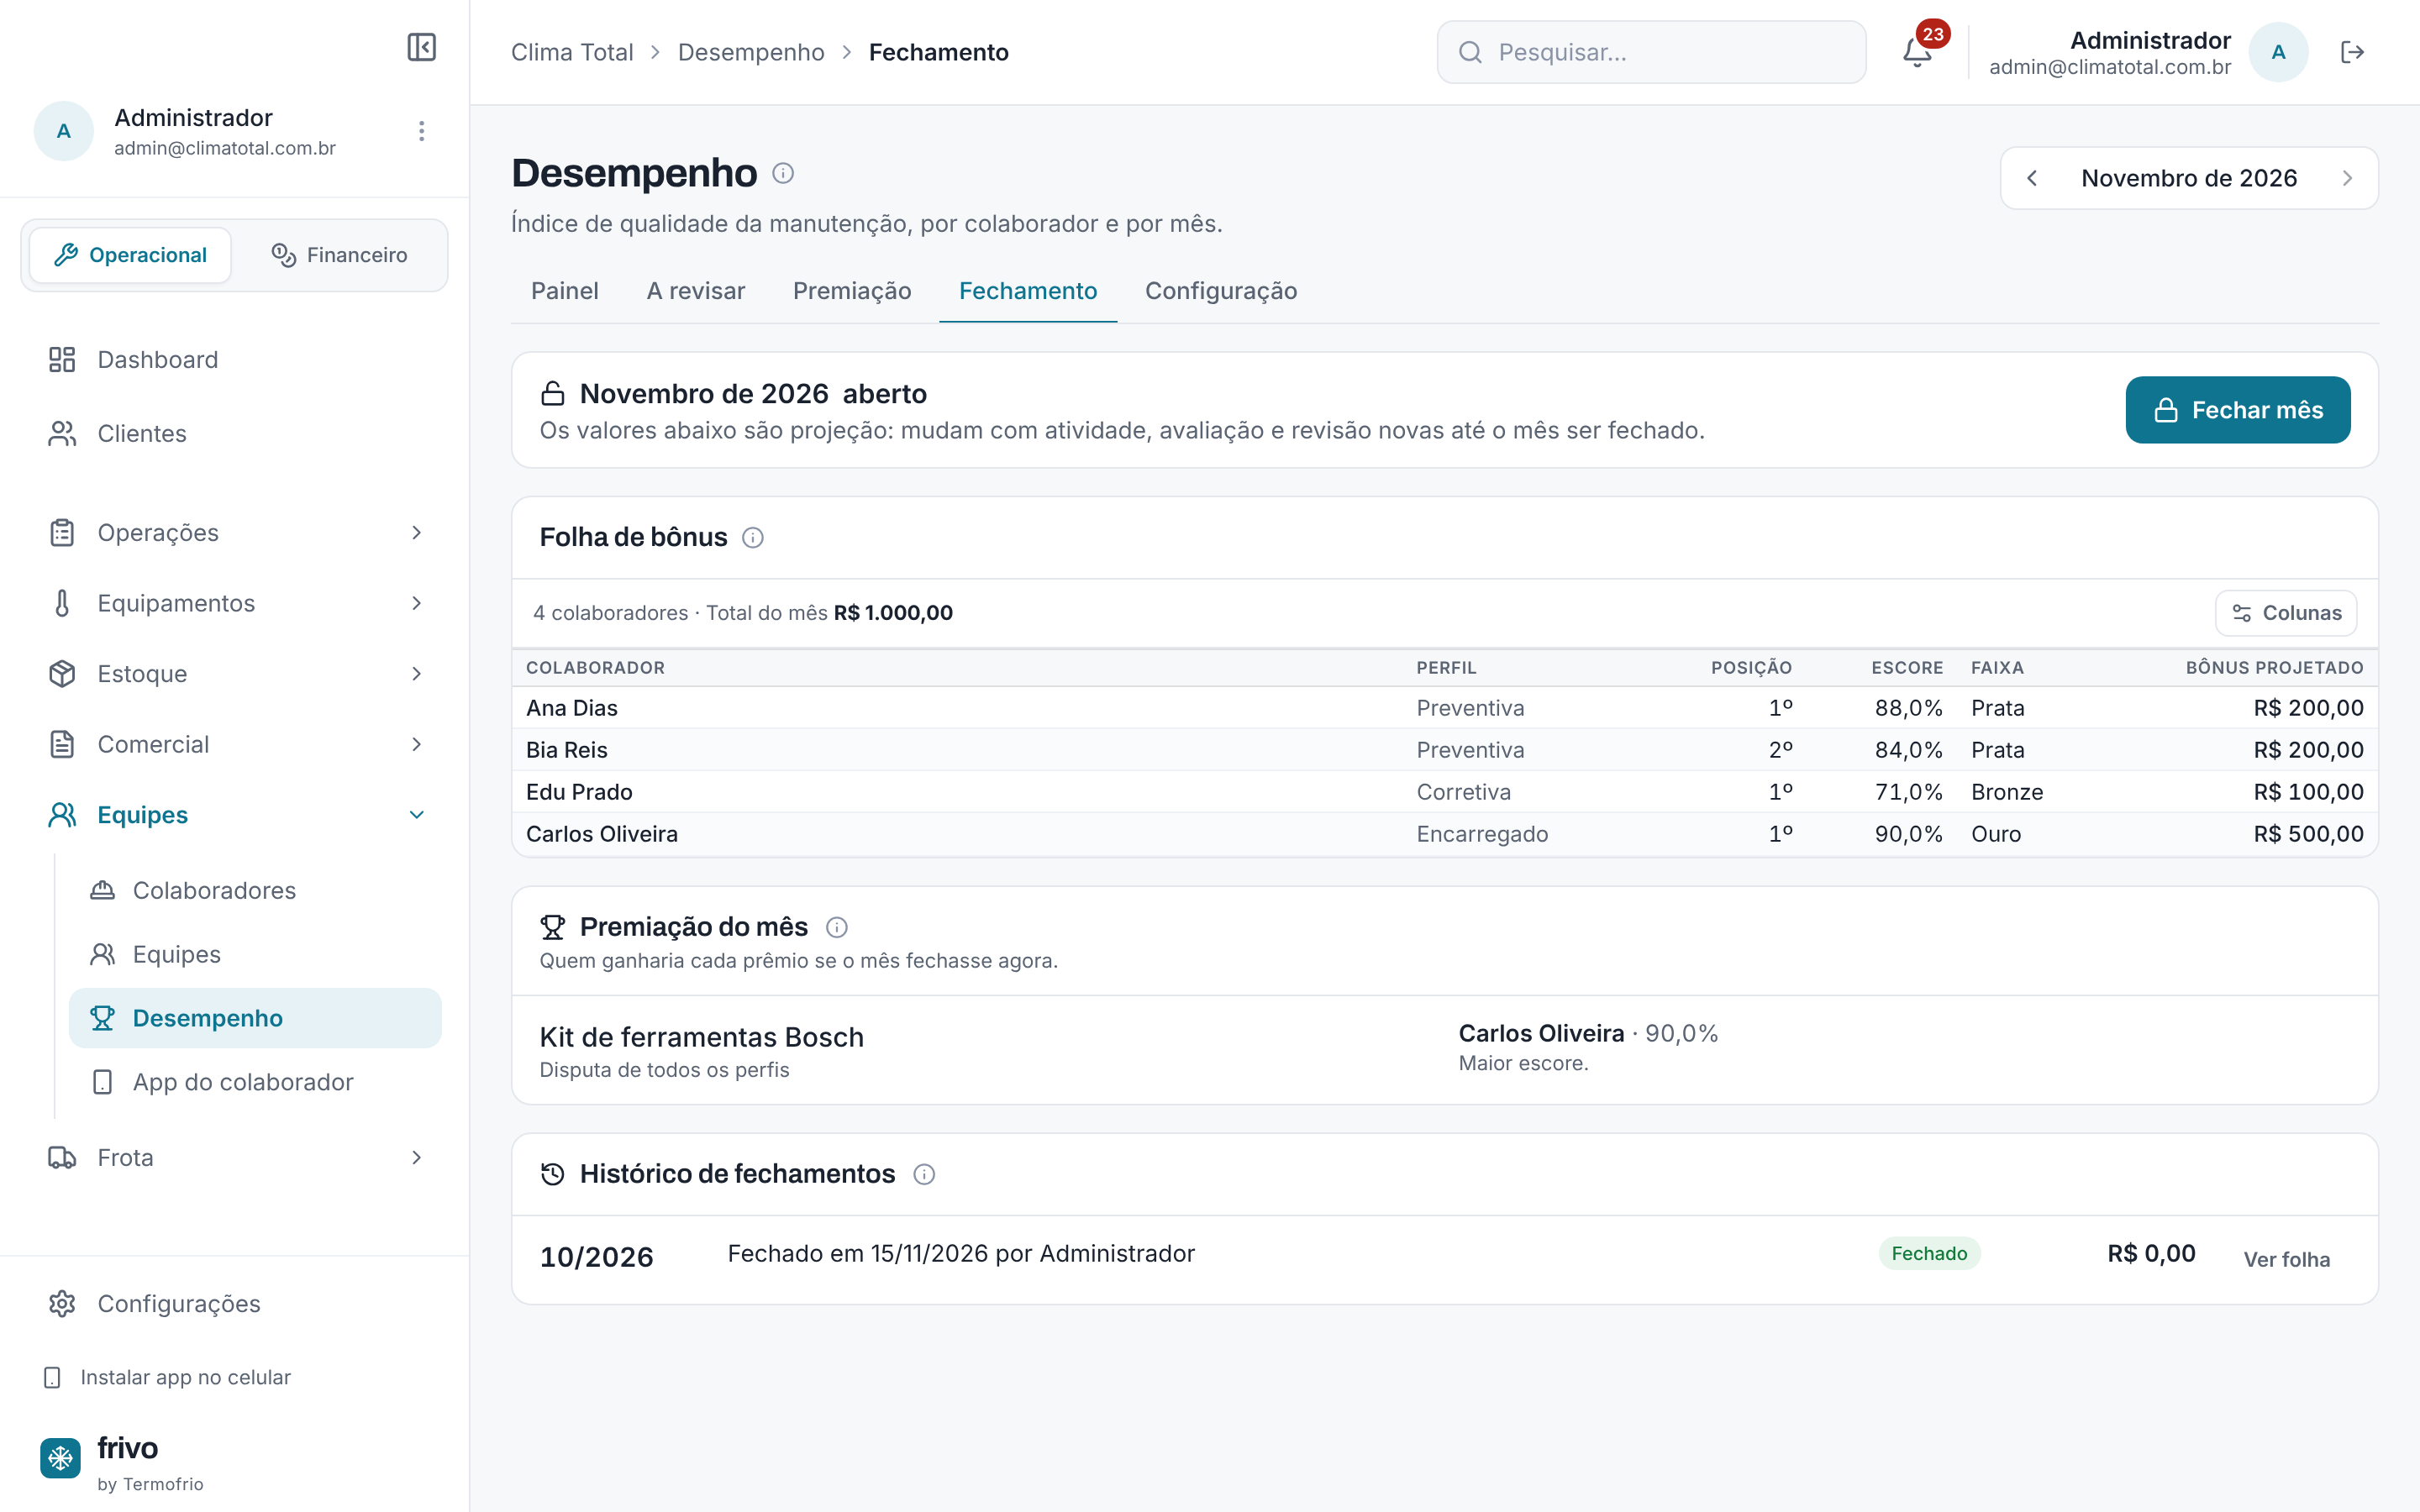 Clima Total > Desempenho > Fechamento
Pesquisar...
23
Administrador
admin@climatotal.com.br
A
A
Administrador
admin@climatotal.com.br
Operacional
Financeiro
Dashboard
Clientes
Operações
Equipamentos
Estoque
Comercial
Equipes
Colaboradores
Equipes
Desempenho
App do colaborador
Frota
Configurações
Instalar app no celular
frivo
by Termofrio
Desempenho
Índice de qualidade da manutenção, por colaborador e por mês.
Novembro de 2026
Painel A revisar Premiação Fechamento Configuração
Novembro de 2026 aberto
Os valores abaixo são projeção: mudam com atividade, avaliação e revisão novas até o mês ser fechado.
Fechar mês
Folha de bônus
4 colaboradores · Total do mês R$ 1.000,00
Colunas
COLABORADOR PERFIL POSIÇÃO ESCORE FAIXA BÔNUS PROJETADO
Ana Dias Preventiva 1º 88,0% Prata R$ 200,00
Bia Reis Preventiva 2º 84,0% Prata R$ 200,00
Edu Prado Corretiva 1º 71,0% Bronze R$ 100,00
Carlos Oliveira Encarregado 1º 90,0% Ouro R$ 500,00
Premiação do mês
Quem ganharia cada prêmio se o mês fechasse agora.
Kit de ferramentas Bosch
Disputa de todos os perfis
Carlos Oliveira · 90,0%
Maior escore.
Histórico de fechamentos
10/2026 Fechado em 15/11/2026 por Administrador Fechado R$ 0,00 Ver folha